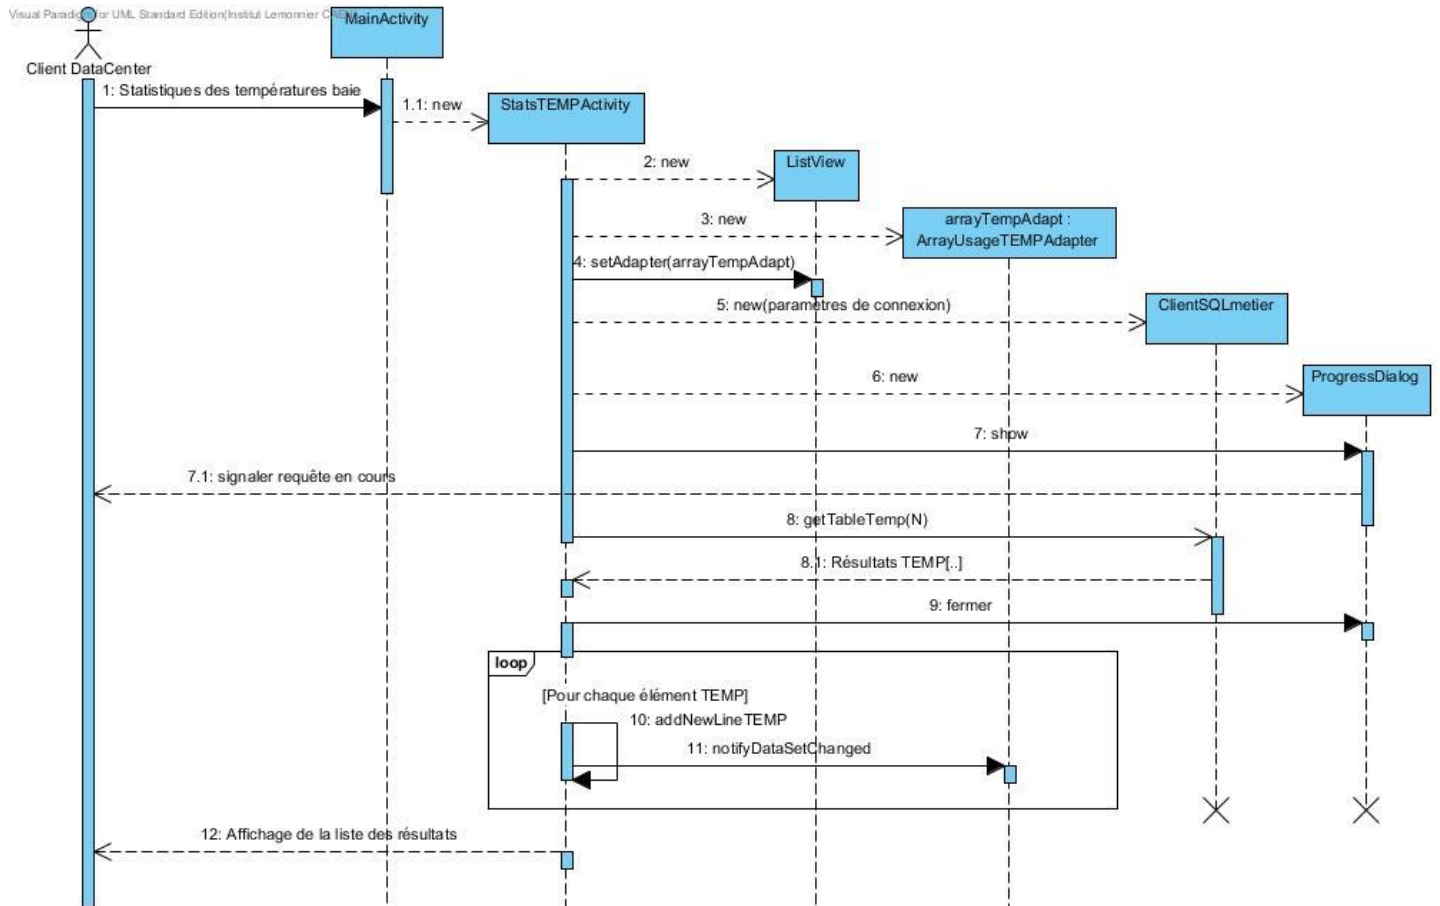 Visual Paradigm for UML Standard Edition(Institut Lemonnier CAEN)
MainActivity
Client DataCenter
1: Statistiques des températures baie
1.1: new
StatsTEMPActivity
2: new
ListView
3: new
arrayTempAdapt :
ArrayUsageTEMPAdapter
4: setAdapter(arrayTempAdapt)
5: new(paramètres de connexion)
ClientSQLmetier
6: new
ProgressDialog
7: show
7.1: signaler requête en cours
8: getTableTemp(N)
8.1: Résultats TEMP[..]
9: fermer
loop
[Pour chaque élément TEMP]
10: addNewLineTEMP
11: notifyDataSetChanged
12: Affichage de la liste des résultats